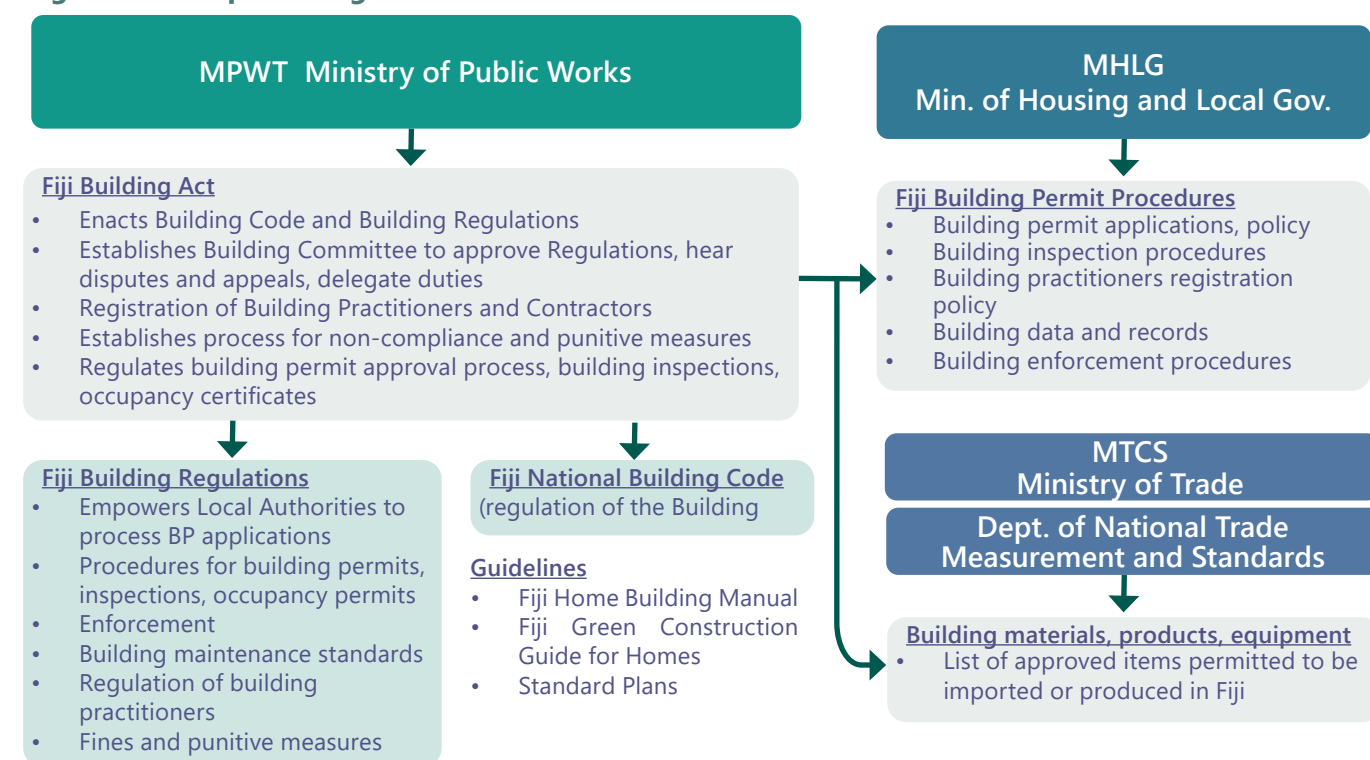 MPWT Ministry of Public Works
MHLG
Min. of Housing and Local Gov.
Fiji Building Act
• Enacts Building Code and Building Regulations
• Establishes Building Committee to approve Regulations, hear
disputes and appeals, delegate duties
• Registration of Building Practitioners and Contractors
• Establishes process for non-compliance and punitive measures
• Regulates building permit approval process, building inspections,
occupancy certificates
Fiji Building Permit Procedures
• Building permit applications, policy
• Building inspection procedures
• Building practitioners registration
policy
• Building data and records
• Building enforcement procedures
Fiji Building Regulations
• Empowers Local Authorities to
process BP applications
• Procedures for building permits,
inspections, occupancy permits
• Enforcement
• Building maintenance standards
• Regulation of building
practitioners
• Fines and punitive measures
Fiji National Building Code
(regulation of the Building
Guidelines
• Fiji Home Building Manual
• Fiji Green Construction
Guide for Homes
• Standard Plans
MTCS
Ministry of Trade
Dept. of National Trade
Measurement and Standards
Building materials, products, equipment
• List of approved items permitted to be
imported or produced in Fiji